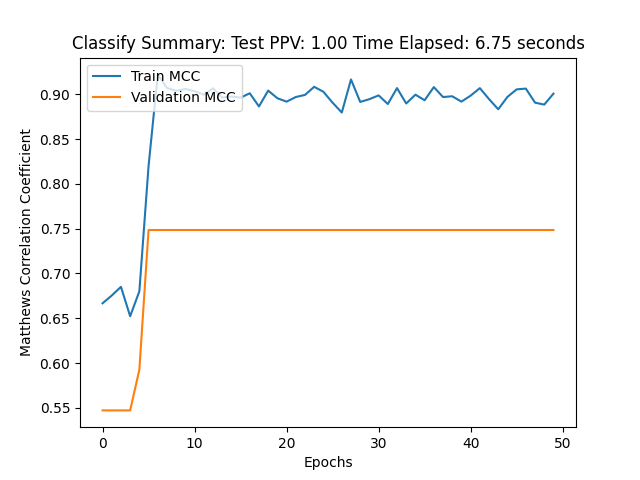 Classify Summary: Test PPV: 1.00 Time Elapsed: 6.75 seconds
Train MCC
Validation MCC
0.90
0.85
0.80
0.75
0.70
0.65
0.60
0.55
Matthews Correlation Coefficient
0 10 20 30 40 50
Epochs